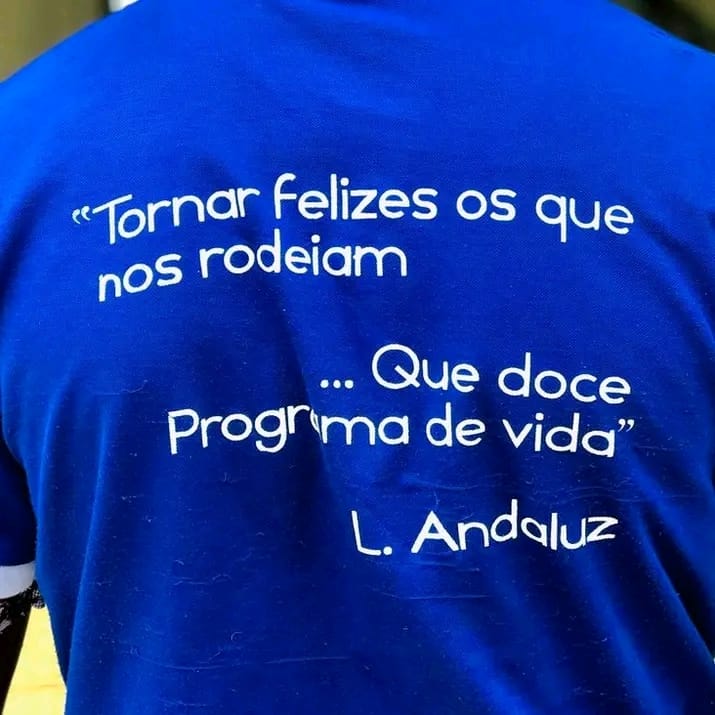 “Tornar felizes os que
nos rodeiam
... Que doce
Programa de vida”
L. Andaluz